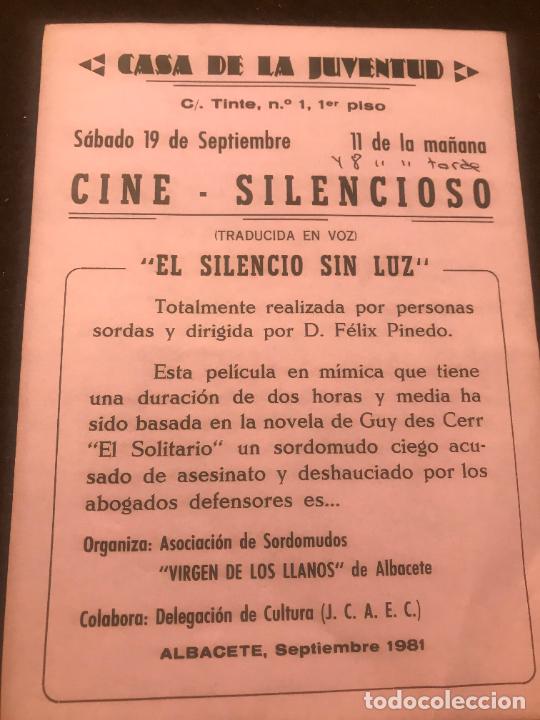 CASA DE LA JUVENTUD
C/. Tinte, n.º 1, 1er piso
Sábado 19 de Septiembre 11 de la mañana
y 8 " " tarde
CINE - SILENCIOSO
(TRADUCIDA EN VOZ)
"EL SILENCIO SIN LUZ"
Totalmente realizada por personas
sordas y dirigida por D. Félix Pinedo.
Esta película en mímica que tiene
una duración de dos horas y media ha
sido basada en la novela de Guy des Cerr
"El Solitario" un sordomudo ciego acu-
sado de asesinato y deshauciado por los
abogados defensores es...
Organiza: Asociación de Sordomudos
"VIRGEN DE LOS LLANOS" de Albacete
Colabora: Delegación de Cultura (J. C. A. E. C.)
ALBACETE, Septiembre 1981
todocoleccion